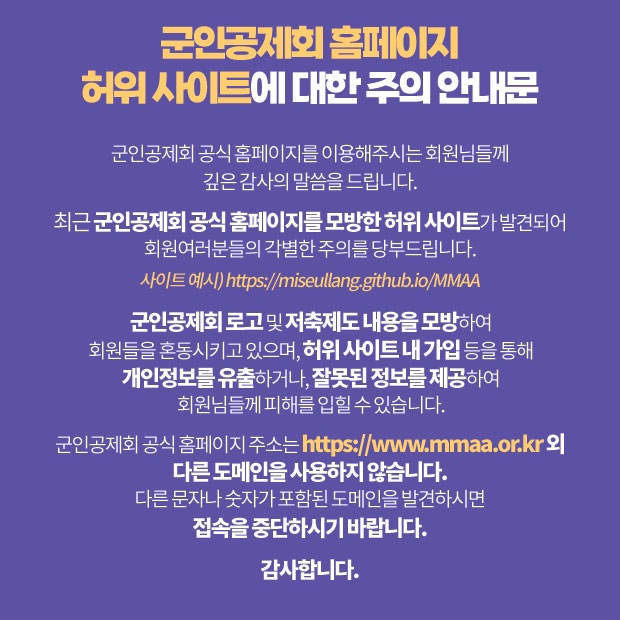 군인공제회 홈페이지
허위 사이트에 대한 주의 안내문
군인공제회 공식 홈페이지를 이용해주시는 회원님들께
깊은 감사의 말씀을 드립니다.
최근 군인공제회 공식 홈페이지를 모방한 허위 사이트가 발견되어
회원여러분들의 각별한 주의를 당부드립니다.
사이트 예시) https://miseullang.github.io/MMAA
군인공제회 로고 및 저축제도 내용을 모방하여
회원들을 혼동시키고 있으며, 허위 사이트 내 가입 등을 통해
개인정보를 유출하거나, 잘못된 정보를 제공하여
회원님들께 피해를 입힐 수 있습니다.
군인공제회 공식 홈페이지 주소는 https://www.mmaa.or.kr 외
다른 도메인을 사용하지 않습니다.
다른 문자나 숫자가 포함된 도메인을 발견하시면
접속을 중단하시기 바랍니다.
감사합니다.